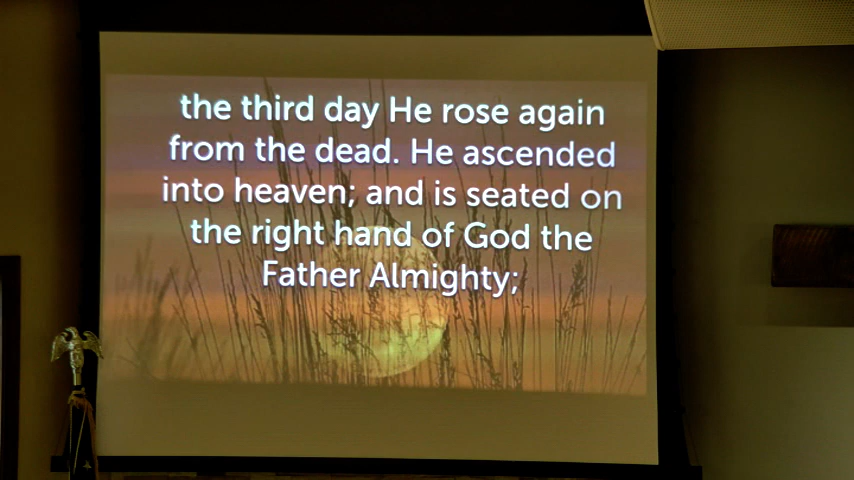 the third day He rose again
from the dead. He ascended
into heaven; and is seated on
the right hand of God the
Father Almighty;